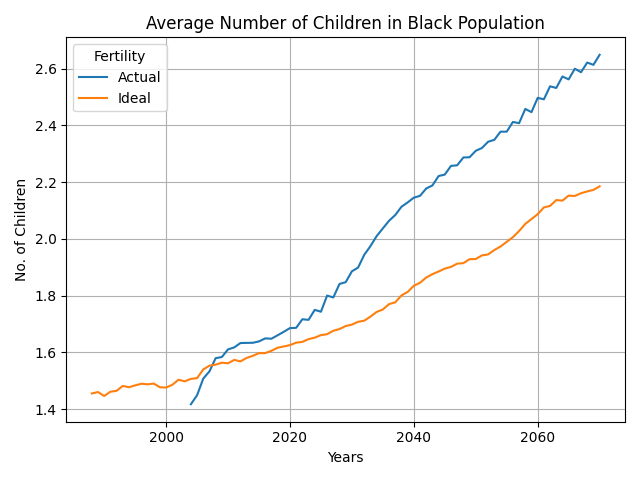 Average Number of Children in Black Population
Fertility
Actual
Ideal
2.6
2.4
2.2
2.0
1.8
1.6
1.4
No. of Children
2000
2020
2040
2060
Years